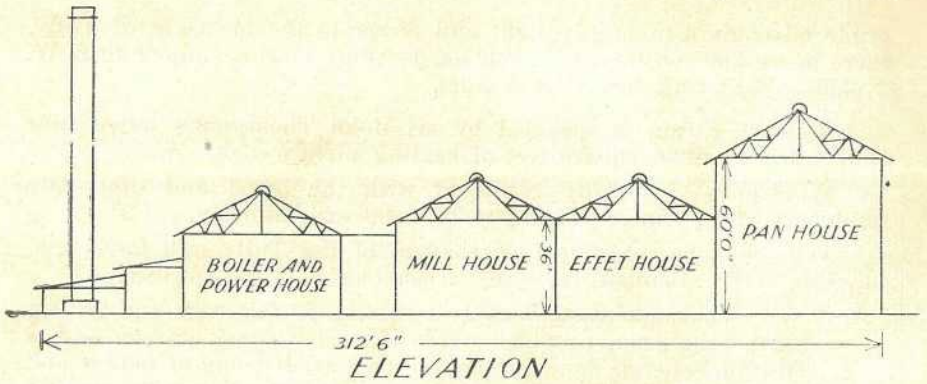 BOILER AND
POWER HOUSE
MILL HOUSE
36'
EFFET HOUSE
60'0"
PAN HOUSE
312' 6"
ELEVATION